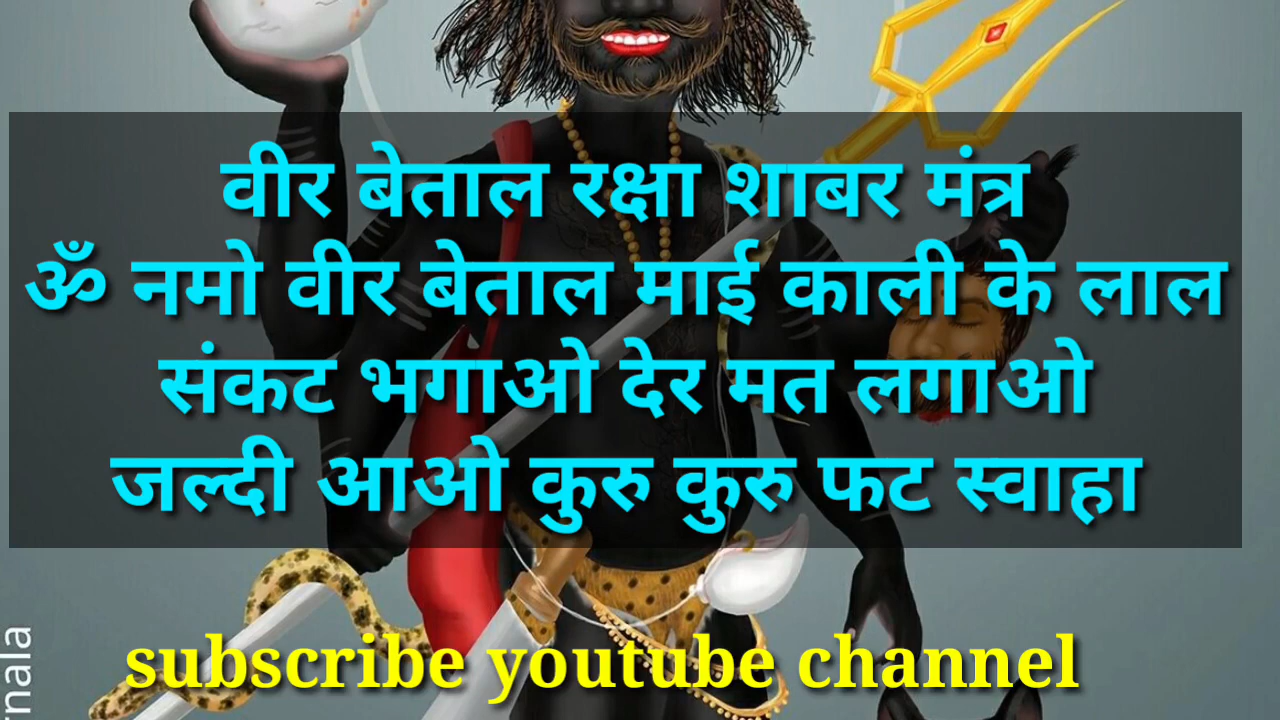 वीर बेताल रक्षा शाबर मंत्र
ॐ नमो वीर बेताल माई काली के लाल
संकट भगाओ देर मत लगाओ
जल्दी आओ कुरु कुरु फट स्वाहा
subscribe youtube channel